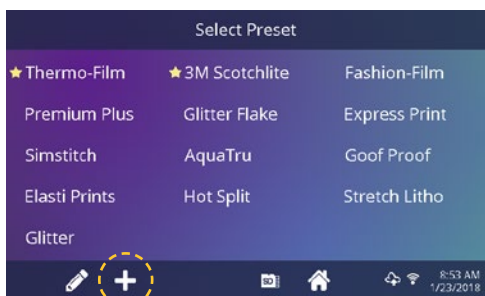 Select Preset
Thermo-Film 3M Scotchlite Fashion-Film
Premium Plus Glitter Flake Express Print
Simstitch AquaTru Goof Proof
Elasti Prints Hot Split Stretch Litho
Glitter
SD 8:53 AM
1/23/2018